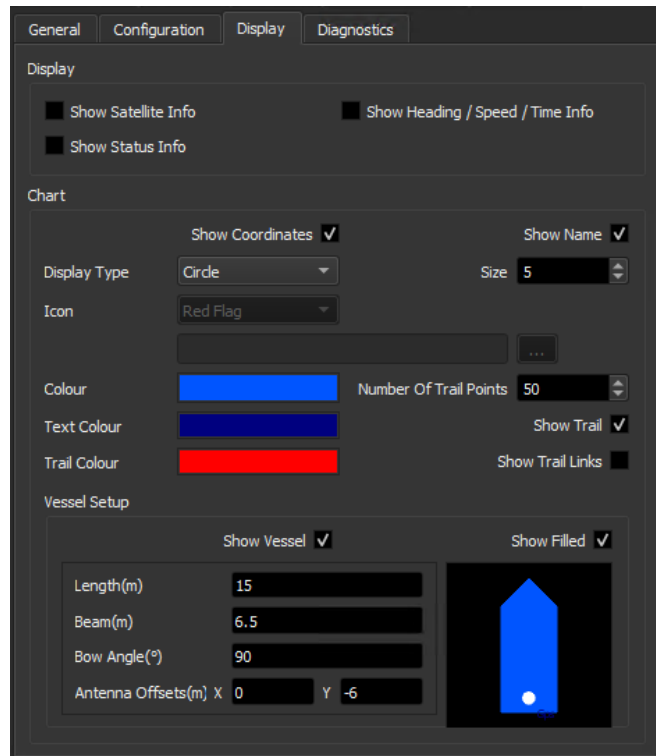 General Configuration Display Diagnostics
Display
Show Satellite Info Show Heading / Speed / Time Info
Show Status Info
Chart
Show Coordinates Show Name
Display Type Circle Size 5
Icon Red Flag
...
Colour Number Of Trail Points 50
Text Colour Show Trail
Trail Colour Show Trail Links
Vessel Setup
Show Vessel Show Filled
Length(m) 15
Beam(m) 6.5
Bow Angle(º) 90
Antenna Offsets(m) X 0 Y -6